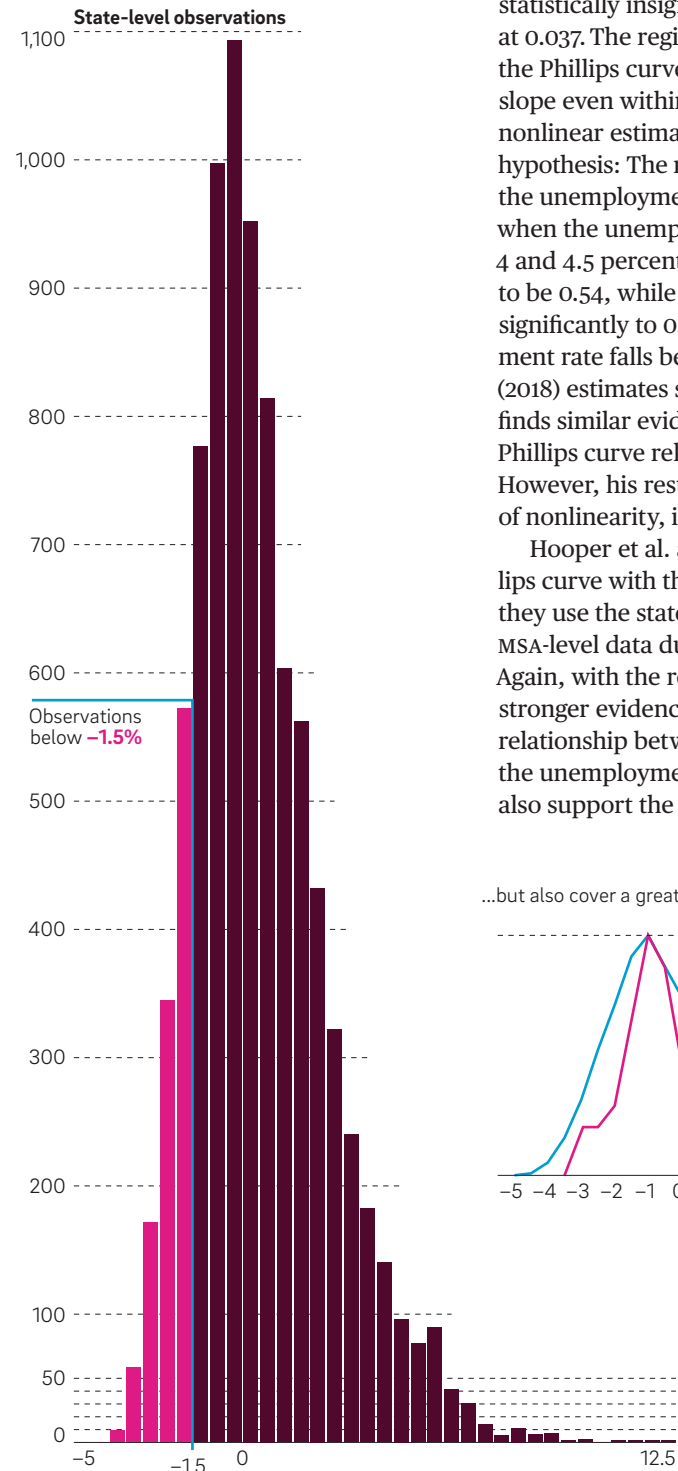 State-level observations
1,100
1,000
900
800
700
600
Observations
below –1.5%
500
400
300
200
100
50
0
–5
–1.5
0
12.5
statistically insig
at 0.037. The regi
the Phillips curve
slope even within
nonlinear estima
hypothesis: The r
the unemployme
when the unemp
4 and 4.5 percent
to be 0.54, while
significantly to 0
ment rate falls be
(2018) estimates s
finds similar evid
Phillips curve rel
However, his rest
of nonlinearity, i
Hooper et al. a
lips curve with th
they use the state
MSA-level data du
Again, with the re
stronger evidenc
relationship betv
the unemployme
also support the
...but also cover a great
–5 –4 –3 –2 –1 0